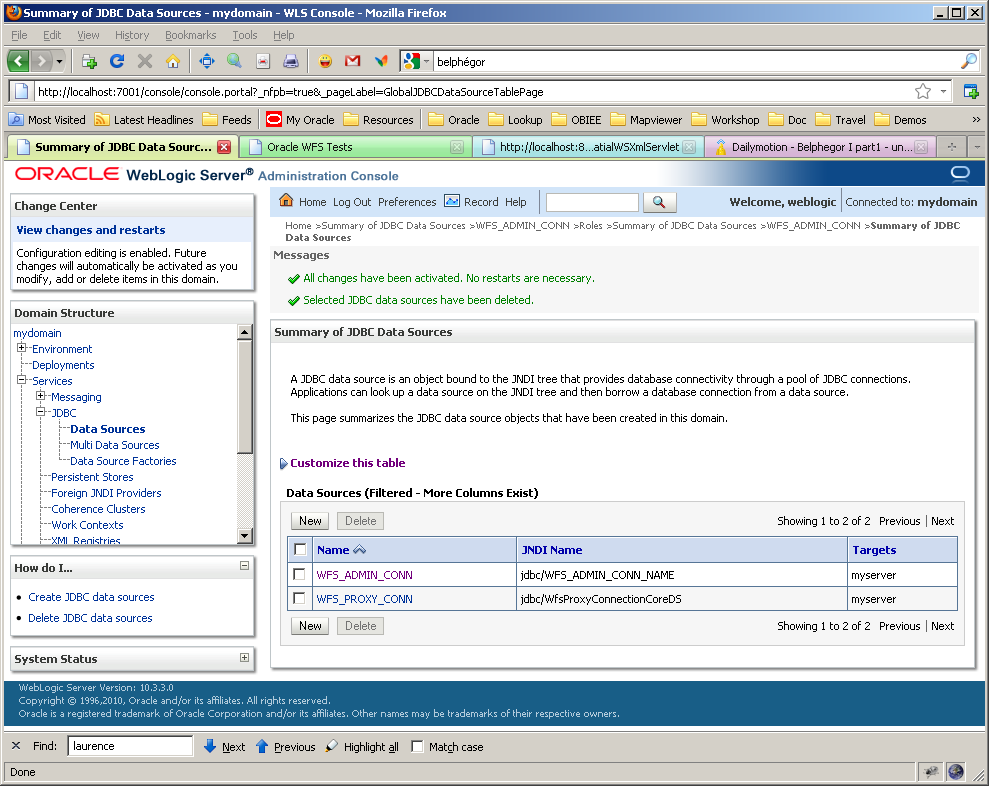 Summary of JDBC Data Sources - mydomain - WLS Console - Mozilla Firefox
File Edit View History Bookmarks Tools Help
belphégor
http://localhost:7001/console/console.portal?_nfpb=true&_pageLabel=GlobalJDBCDataSourceTablePage
Most Visited Latest Headlines Feeds My Oracle Resources Oracle Lookup OBIEE Mapviewer Workshop Doc Travel Demos »
Summary of JDBC Data Sourc... Oracle WFS Tests http://localhost:8...atialWSXmlServlet Dailymotion - Belphegor I part1 - un...
ORACLE WebLogic Server® Administration Console
Change Center
View changes and restarts
Configuration editing is enabled. Future
changes will automatically be activated as you
modify, add or delete items in this domain.
Domain Structure
mydomain
Environment
Deployments
Services
Messaging
JDBC
Data Sources
Multi Data Sources
Data Source Factories
Persistent Stores
Foreign JNDI Providers
Coherence Clusters
Work Contexts
XML Registries
How do I...
Create JDBC data sources
Delete JDBC data sources
System Status
Home Log Out Preferences Record Help
Welcome, weblogic Connected to: mydomain
Home >Summary of JDBC Data Sources >WFS_ADMIN_CONN >Roles >Summary of JDBC Data Sources >WFS_ADMIN_CONN >Summary of JDBC
Data Sources
Messages
All changes have been activated. No restarts are necessary.
Selected JDBC data sources have been deleted.
Summary of JDBC Data Sources
A JDBC data source is an object bound to the JNDI tree that provides database connectivity through a pool of JDBC connections.
Applications can look up a data source on the JNDI tree and then borrow a database connection from a data source.
This page summarizes the JDBC data source objects that have been created in this domain.
Customize this table
Data Sources (Filtered - More Columns Exist)
New Delete Showing 1 to 2 of 2 Previous | Next
Name JNDI Name Targets
WFS_ADMIN_CONN jdbc/WFS_ADMIN_CONN_NAME myserver
WFS_PROXY_CONN jdbc/WfsProxyConnectionCoreDS myserver
New Delete Showing 1 to 2 of 2 Previous | Next
WebLogic Server Version: 10.3.3.0
Copyright © 1996,2010, Oracle and/or its affiliates. All rights reserved.
Oracle is a registered trademark of Oracle Corporation and/or its affiliates. Other names may be trademarks of their respective owners.
Find: laurence Next Previous Highlight all Match case
Done